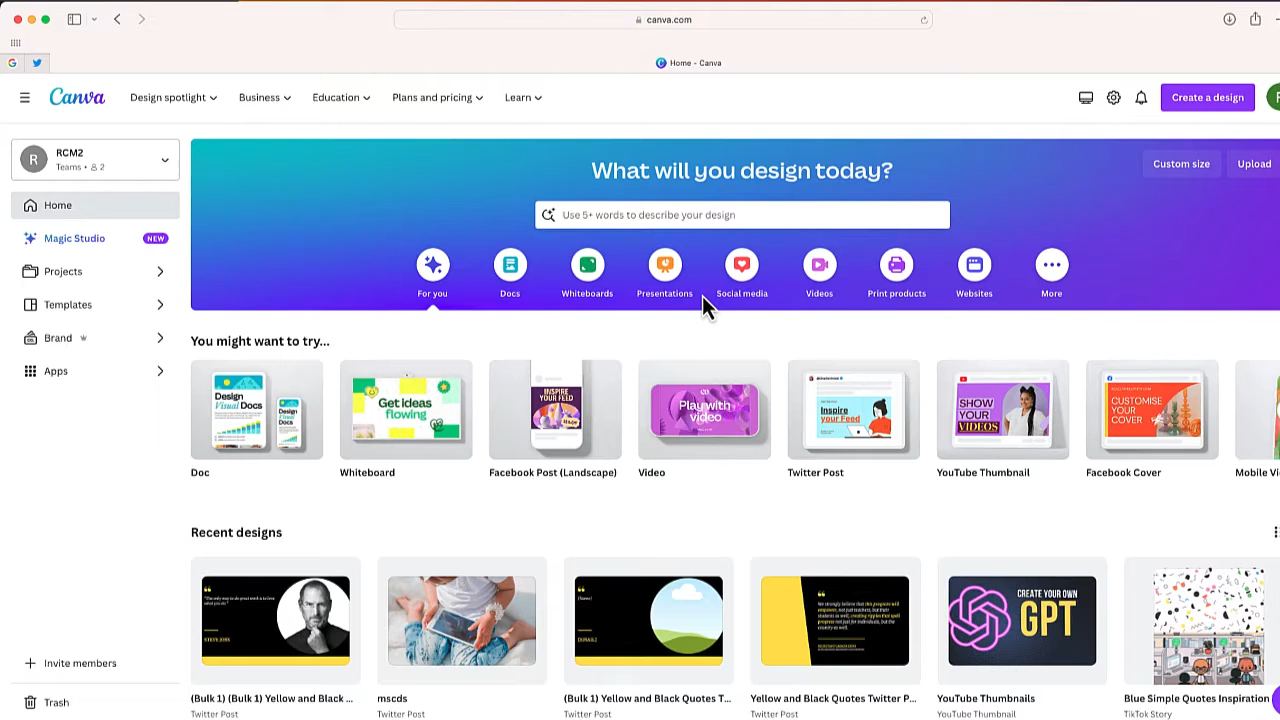 canva.com
Home - Canva
Canva
Design spotlight
Business
Education
Plans and pricing
Learn
Create a design
R
RCM2
Teams • 2
What will you design today?
Custom size
Upload
Use 5+ words to describe your design
Home
Magic Studio
NEW
Projects
Templates
Brand
Apps
For you
Docs
Whiteboards
Presentations
Social media
Videos
Print products
Websites
More
You might want to try...
Design
Visual Docs
Design
Visual
Docs
Get ideas
flowing
INSPIRE
YOUR FEED
Play with
video
Inspire
your Feed
SHOW
YOUR
VIDEOS
CUSTOMISE
YOUR
COVER
Doc
Whiteboard
Facebook Post (Landscape)
Video
Twitter Post
YouTube Thumbnail
Facebook Cover
Mobile Vi
Recent designs
STEVE JOBS
CREATE YOUR OWN
GPT
Invite members
Trash
(Bulk 1) (Bulk 1) Yellow and Black ...
Twitter Post
mscds
Twitter Post
(Bulk 1) Yellow and Black Quotes T...
Twitter Post
Yellow and Black Quotes Twitter P...
Twitter Post
YouTube Thumbnails
YouTube Thumbnail
Blue Simple Quotes Inspiration
TikTok Story